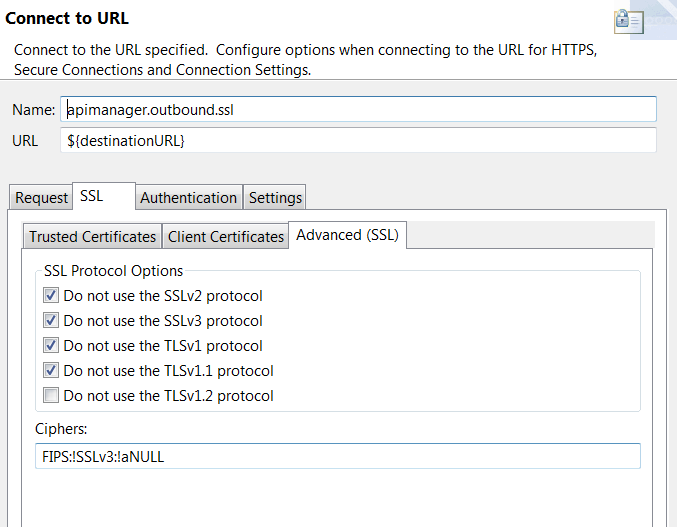 Connect to URL
Connect to the URL specified.  Configure options when connecting to the URL for HTTPS,
Secure Connections and Connection Settings.
Name: apimanager.outbound.ssl
URL ${destinationURL}
Request SSL Authentication Settings
Trusted Certificates Client Certificates Advanced (SSL)
SSL Protocol Options
Do not use the SSLv2 protocol
Do not use the SSLv3 protocol
Do not use the TLSv1 protocol
Do not use the TLSv1.1 protocol
Do not use the TLSv1.2 protocol
Ciphers:
FIPS:!SSLv3:!aNULL